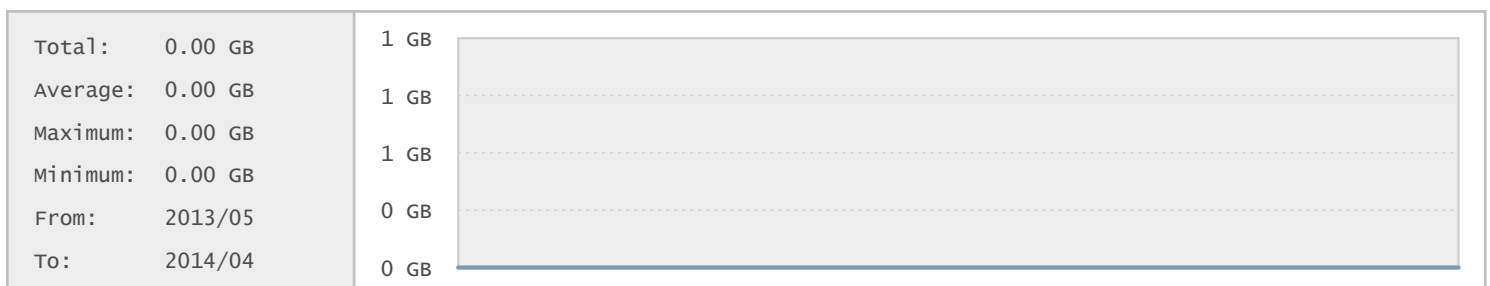 Total: 0.00 GB
Average: 0.00 GB
Maximum: 0.00 GB
Minimum: 0.00 GB
From: 2013/05
To: 2014/04
1 GB
1 GB
1 GB
0 GB
0 GB